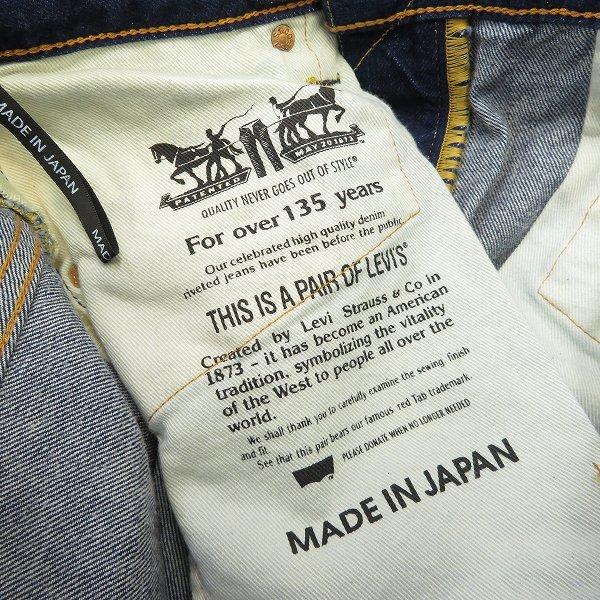 MADE IN JAPAN
MAD
PATENTED
MAY 20 1873
QUALITY NEVER GOES OUT OF STYLE®
For over 135 years
Our celebrated high quality denim
riveted jeans have been before the public.
THIS IS A PAIR OF LEVI'S®
Created by Levi Strauss & Co in
1873 - it has become an American
tradition, symbolizing the vitality
of the West to people all over the
world.
We shall thank you to carefully examine the sewing, finish
and fit.
See that this pair bears our famous red Tab trademark.
PLEASE DONATE WHEN NO LONGER NEEDED
MADE IN JAPAN